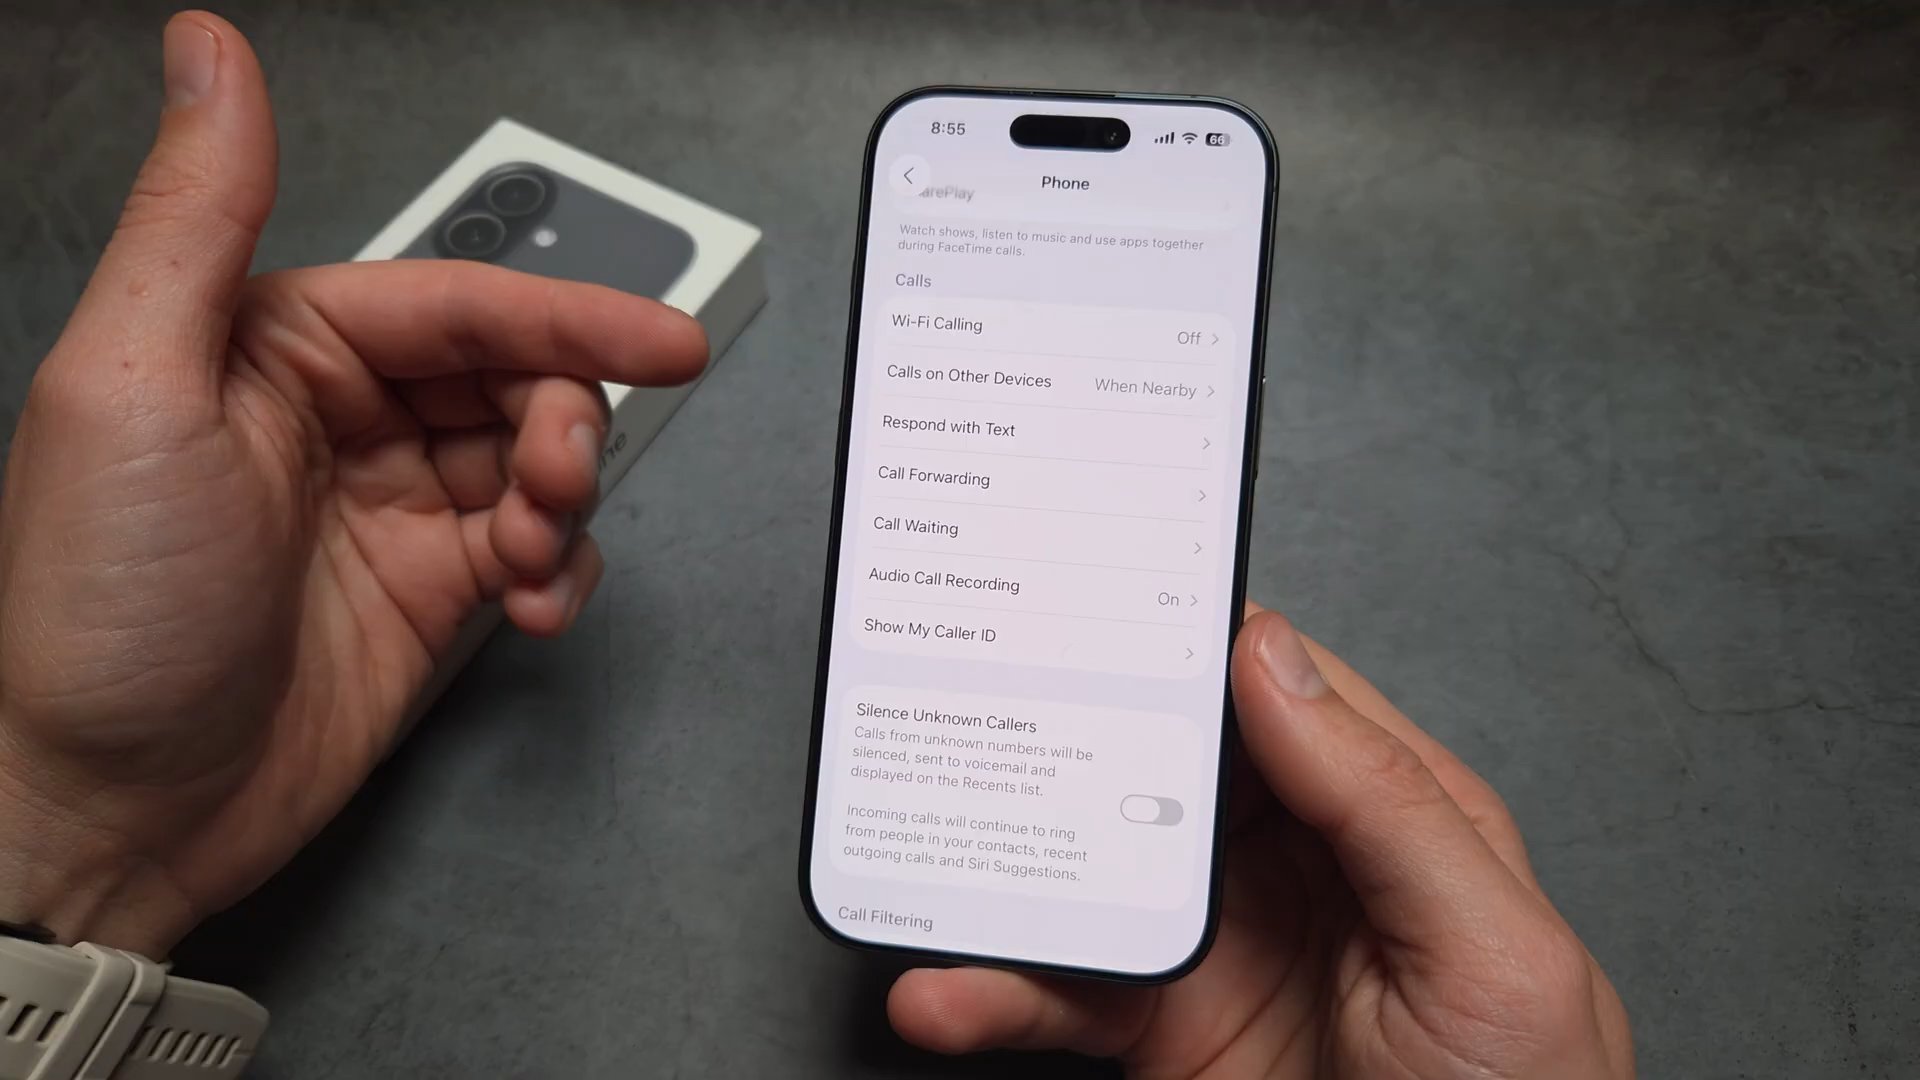 8:55
66
Phone
arePlay
Watch shows, listen to music and use apps together
during FaceTime calls.
Calls
Wi-Fi Calling
Off
Calls on Other Devices
When Nearby
Respond with Text
Call Forwarding
Call Waiting
Audio Call Recording
On
Show My Caller ID
Silence Unknown Callers
Calls from unknown numbers will be
silenced, sent to voicemail and
displayed on the Recents list.
Incoming calls will continue to ring
from people in your contacts, recent
outgoing calls and Siri Suggestions.
Call Filtering
ne